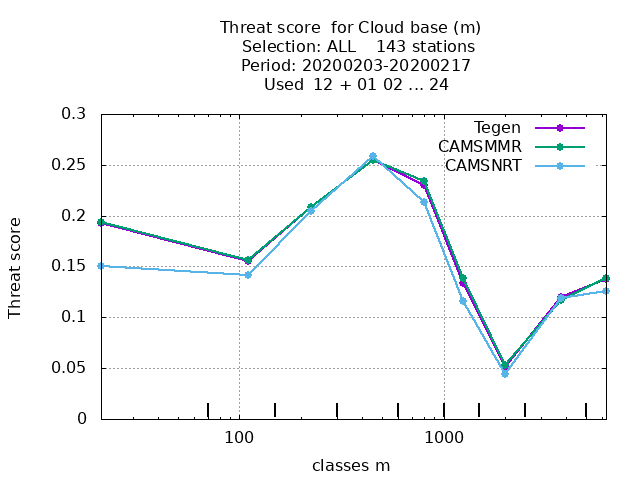 Threat score  for Cloud base (m)
Selection: ALL    143 stations
Period: 20200203-20200217
Used  12 + 01 02 ... 24
Tegen
CAMSMMR
CAMSNRT
0.3
0.25
0.2
0.15
0.1
0.05
0
Threat score
100
1000
classes m